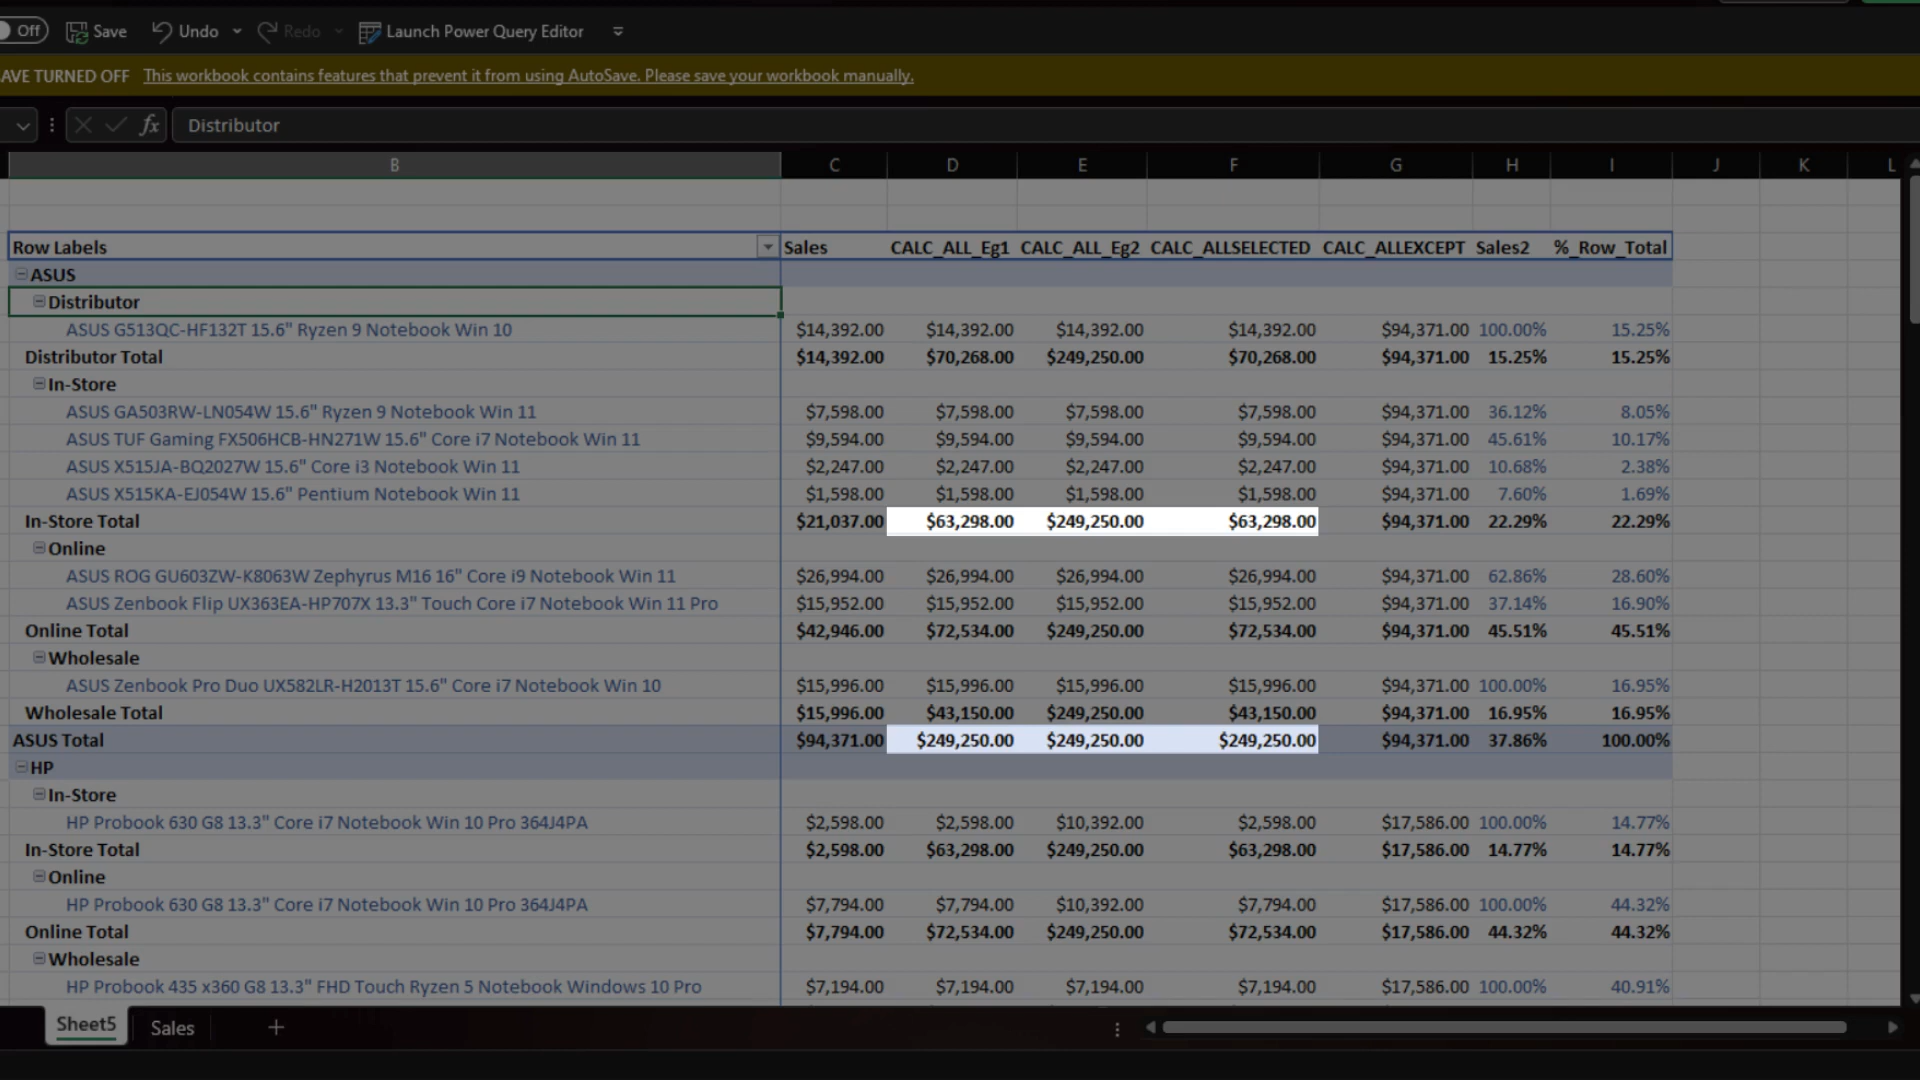 Off Save Undo Redo Launch Power Query Editor
AVE TURNED OFF This workbook contains features that prevent it from using AutoSave. Please save your workbook manually.
fx Distributor
B C D E F G H I J K L
Row Labels Sales CALC_ALL_Eg1 CALC_ALL_Eg2 CALC_ALLSELECTED CALC_ALLEXCEPT Sales2 %_Row_Total
ASUS
Distributor
ASUS G513QC-HF132T 15.6" Ryzen 9 Notebook Win 10 $14,392.00 $14,392.00 $14,392.00 $14,392.00 $94,371.00 100.00% 15.25%
Distributor Total $14,392.00 $70,268.00 $249,250.00 $70,268.00 $94,371.00 15.25% 15.25%
In-Store
ASUS GA503RW-LN054W 15.6" Ryzen 9 Notebook Win 11 $7,598.00 $7,598.00 $7,598.00 $7,598.00 $94,371.00 36.12% 8.05%
ASUS TUF Gaming FX506HCB-HN271W 15.6" Core i7 Notebook Win 11 $9,594.00 $9,594.00 $9,594.00 $9,594.00 $94,371.00 45.61% 10.17%
ASUS X515JA-BQ2027W 15.6" Core i3 Notebook Win 11 $2,247.00 $2,247.00 $2,247.00 $2,247.00 $94,371.00 10.68% 2.38%
ASUS X515KA-EJ054W 15.6" Pentium Notebook Win 11 $1,598.00 $1,598.00 $1,598.00 $1,598.00 $94,371.00 7.60% 1.69%
In-Store Total $21,037.00 $63,298.00 $249,250.00 $63,298.00 $94,371.00 22.29% 22.29%
Online
ASUS ROG GU603ZW-K8063W Zephyrus M16 16" Core i9 Notebook Win 11 $26,994.00 $26,994.00 $26,994.00 $26,994.00 $94,371.00 62.86% 28.60%
ASUS Zenbook Flip UX363EA-HP707X 13.3" Touch Core i7 Notebook Win 11 Pro $15,952.00 $15,952.00 $15,952.00 $15,952.00 $94,371.00 37.14% 16.90%
Online Total $42,946.00 $72,534.00 $249,250.00 $72,534.00 $94,371.00 45.51% 45.51%
Wholesale
ASUS Zenbook Pro Duo UX582LR-H2013T 15.6" Core i7 Notebook Win 10 $15,996.00 $15,996.00 $15,996.00 $15,996.00 $94,371.00 100.00% 16.95%
Wholesale Total $15,996.00 $43,150.00 $249,250.00 $43,150.00 $94,371.00 16.95% 16.95%
ASUS Total $94,371.00 $249,250.00 $249,250.00 $249,250.00 $94,371.00 37.86% 100.00%
HP
In-Store
HP Probook 630 G8 13.3" Core i7 Notebook Win 10 Pro 364J4PA $2,598.00 $2,598.00 $10,392.00 $2,598.00 $17,586.00 100.00% 14.77%
In-Store Total $2,598.00 $63,298.00 $249,250.00 $63,298.00 $17,586.00 14.77% 14.77%
Online
HP Probook 630 G8 13.3" Core i7 Notebook Win 10 Pro 364J4PA $7,794.00 $7,794.00 $10,392.00 $7,794.00 $17,586.00 100.00% 44.32%
Online Total $7,794.00 $72,534.00 $249,250.00 $72,534.00 $17,586.00 44.32% 44.32%
Wholesale
HP Probook 435 x360 G8 13.3" FHD Touch Ryzen 5 Notebook Windows 10 Pro $7,194.00 $7,194.00 $7,194.00 $7,194.00 $17,586.00 100.00% 40.91%
Sheet5 Sales